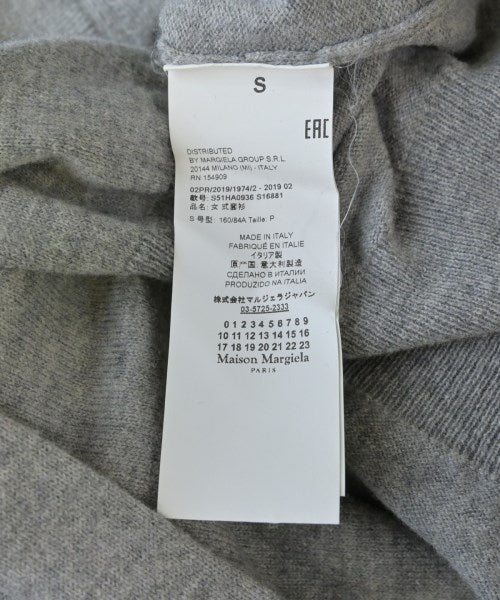 S
EAC
DISTRIBUTED
BY MARGIELA GROUP S.R.L.
20144 MILANO (MI) - ITALY
RN 154909
02PR/2019/1974/2 - 2019 02
款号: S51HA0936 S16881
品名: 女式圆衫
S 号型: 160/84A Taille: P
MADE IN ITALY
FABRIQUÉ EN ITALIE
イタリア製
原产国: 意大利製造
СДЕЛАНО В ИТАЛИИ
PRODUZIDO NA ITALIA
株式会社マルジェラジャパン
03-5725-2333
0 1 2 3 4 5 6 7 8 9
10 11 12 13 14 15 16
17 18 19 20 21 22 23
Maison Margiela
PARIS